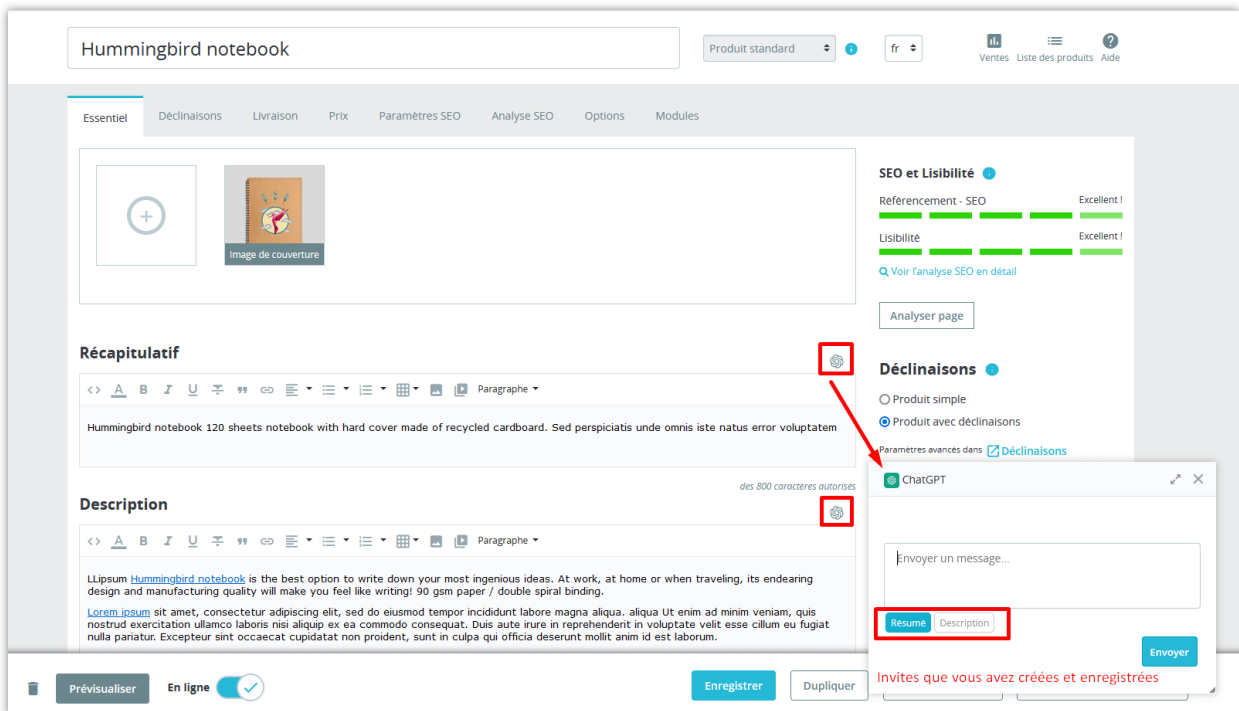 Hummingbird notebook
Produit standard
fr
Ventes
Liste des produits
Aide
Essentiel
Déclinaisons
Livraison
Prix
Paramètres SEO
Analyse SEO
Options
Modules
Image de couverture
SEO et Lisibilité
Référencement - SEO
Excellent !
Lisibilité
Excellent !
Voir l'analyse SEO en détail
Analyser page
Récapitulatif
Paragraphe
Hummingbird notebook 120 sheets notebook with hard cover made of recycled cardboard. Sed perspiciatis unde omnis iste natus error voluptatem
des 800 caractères autorisés
Déclinaisons
Produit simple
Produit avec déclinaisons
Paramètres avancés dans Déclinaisons
Description
Paragraphe
LLipsum Hummingbird notebook is the best option to write down your most ingenious ideas. At work, at home or when traveling, its endearing
design and manufacturing quality will make you feel like writing! 90 gsm paper / double spiral binding.
Lorem ipsum sit amet, consectetur adipiscing elit, sed do eiusmod tempor incididunt labore magna aliqua. aliqua Ut enim ad minim veniam, quis
nostrud exercitation ullamco laboris nisi aliquip ex ea commodo consequat. Duis aute irure in reprehenderit in voluptate velit esse cillum eu fugiat
nulla pariatur. Excepteur sint occaecat cupidatat non proident, sunt in culpa qui officia deserunt mollit anim id est laborum.
ChatGPT
Envoyer un message...
Résumé
Description
Envoyer
Invites que vous avez créées et enregistrées
Prévisualiser
En ligne
Enregistrer
Dupliquer